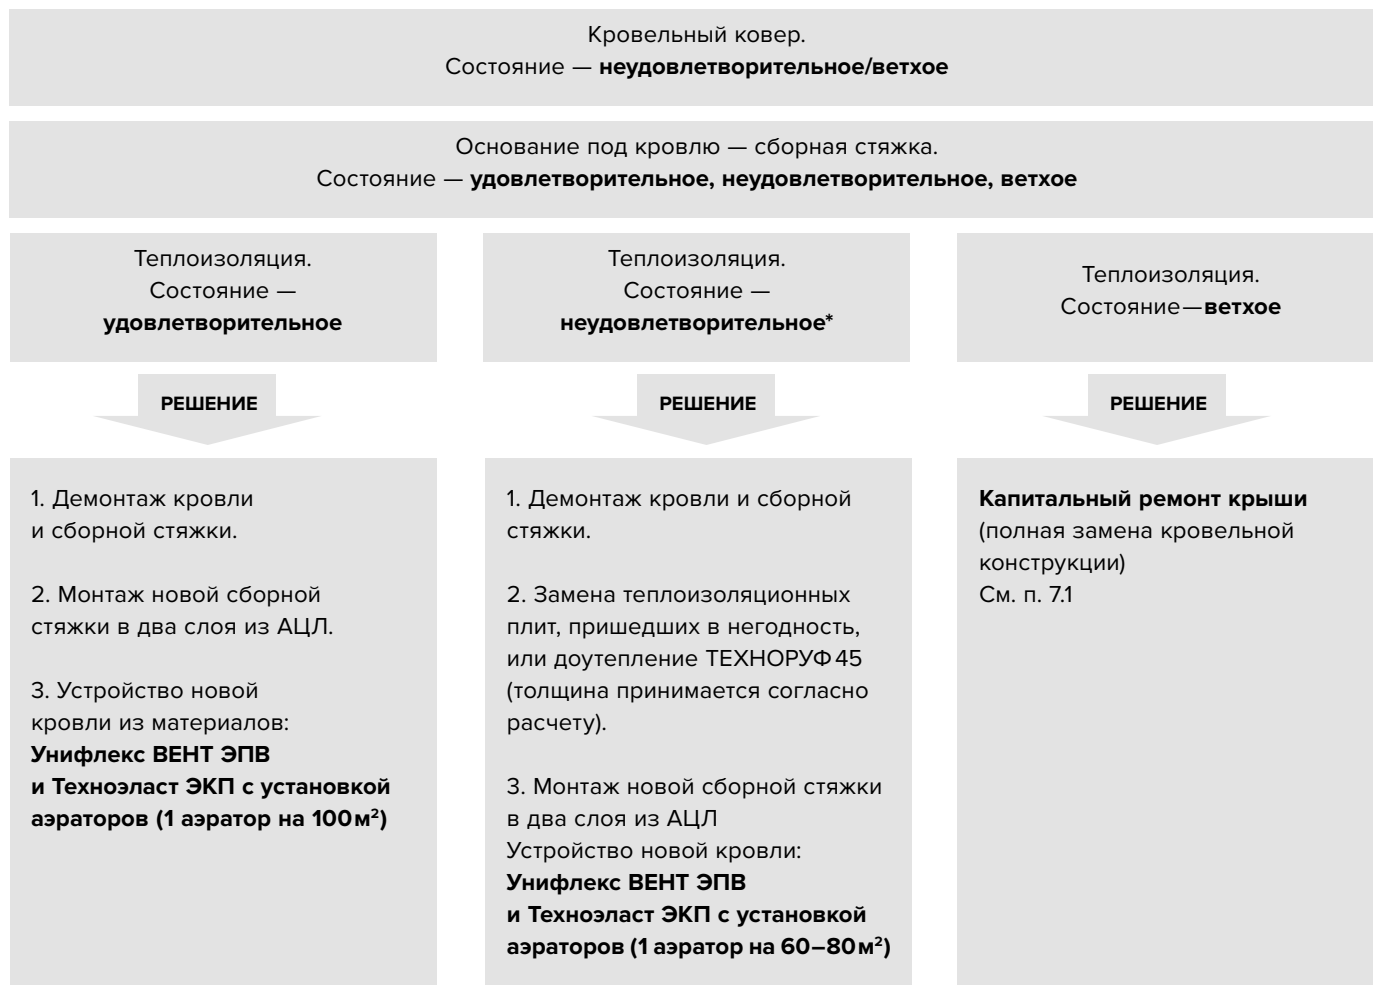 Кровельный ковер.
Состояние — неудовлетворительное/ветхое
Основание под кровлю — сборная стяжка.
Состояние — удовлетворительное, неудовлетворительное, ветхое
Теплоизоляция.
Состояние —
удовлетворительное
Теплоизоляция.
Состояние —
неудовлетворительное*
Теплоизоляция.
Состояние — ветхое
РЕШЕНИЕ
РЕШЕНИЕ
РЕШЕНИЕ
1. Демонтаж кровли
и сборной стяжки.
2. Монтаж новой сборной
стяжки в два слоя из АЦЛ.
3. Устройство новой
кровли из материалов:
Унифлекс ВЕНТ ЭПВ
и Техноэласт ЭКП с установкой
аэраторов (1 аэратор на 100 м²)
1. Демонтаж кровли и сборной
стяжки.
2. Замена теплоизоляционных
плит, пришедших в негодность,
или доутепление ТЕХНОРУФ 45
(толщина принимается согласно
расчету).
3. Монтаж новой сборной стяжки
в два слоя из АЦЛ
Устройство новой кровли:
Унифлекс ВЕНТ ЭПВ
и Техноэласт ЭКП с установкой
аэраторов (1 аэратор на 60–80 м²)
Капитальный ремонт крыши
(полная замена кровельной
конструкции)
См. п. 7.1